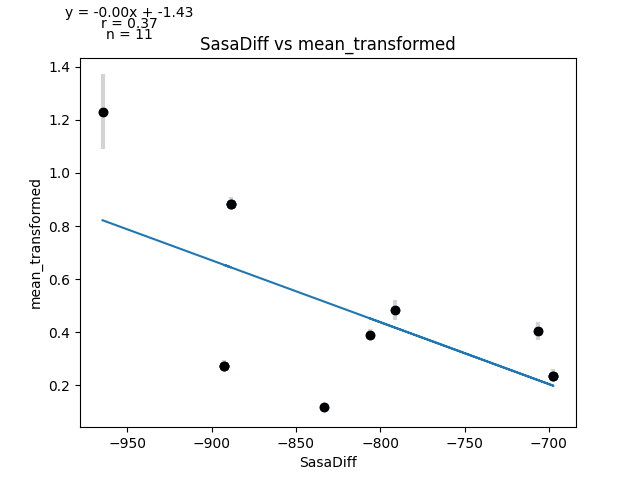 y = -0.00x + -1.43
r = 0.37
n = 11
SasaDiff vs mean_transformed
1.4
1.2
1.0
0.8
0.6
0.4
0.2
mean_transformed
−950
−900
−850
−800
−750
−700
SasaDiff